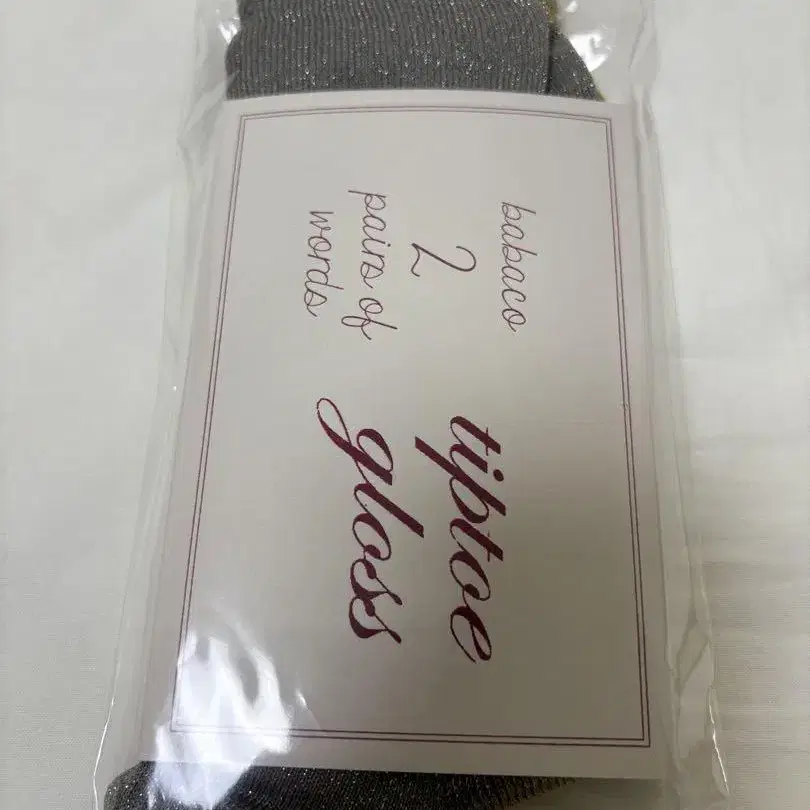 babaco
2
pairs of
words
tiptoe
gloss